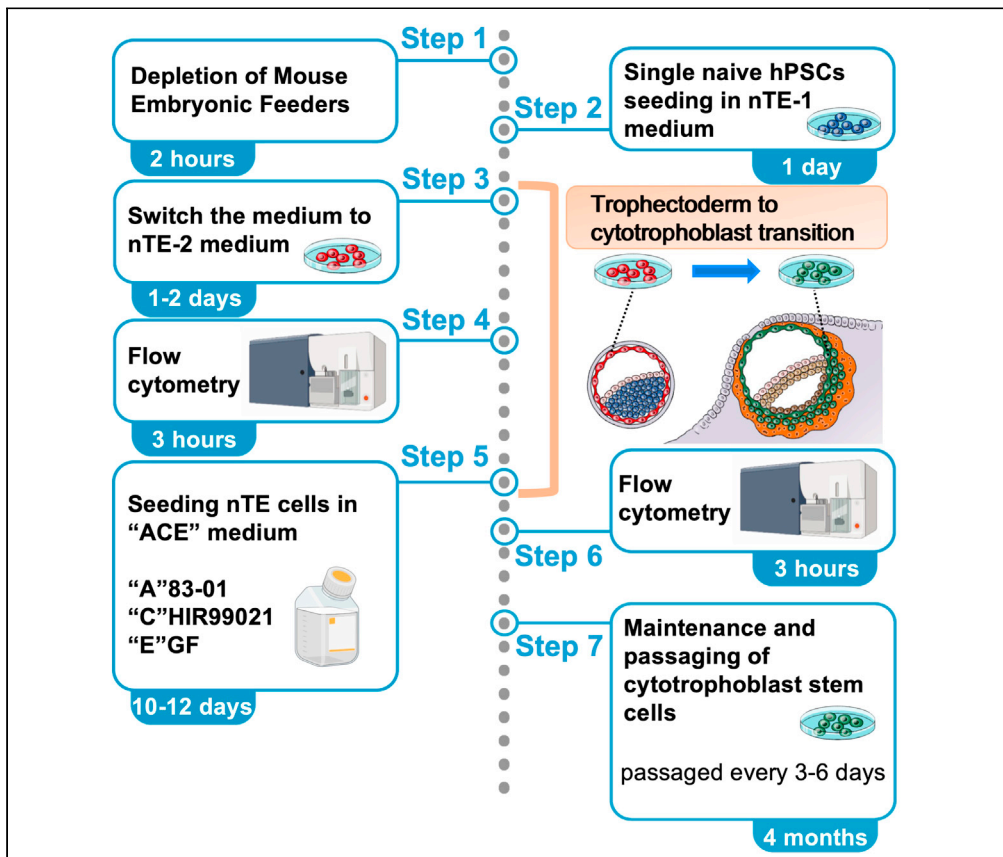 Step 1
Depletion of Mouse
Embryonic Feeders
2 hours
Step 2
Single naive hPSCs
seeding in nTE-1
medium
1 day
Step 3
Switch the medium to
nTE-2 medium
1-2 days
Trophectoderm to
cytotrophoblast transition
Step 4
Flow
cytometry
3 hours
Step 5
Seeding nTE cells in
“ACE” medium
“A”83-01
“C”HIR99021
“E”GF
10-12 days
Step 6
Flow
cytometry
3 hours
Step 7
Maintenance and
passaging of
cytotrophoblast stem
cells
passaged every 3-6 days
4 months